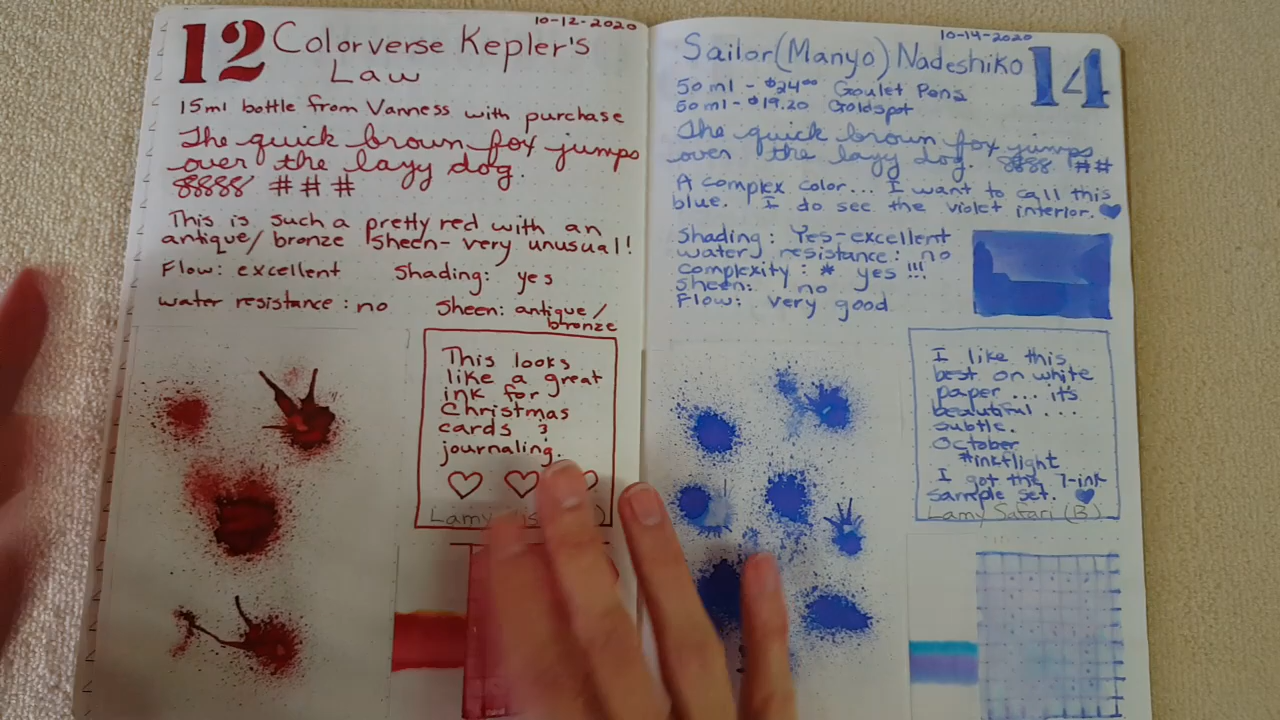 10-12-2020
12 Colorverse Kepler's
Law
15ml bottle from Vanness with purchase
The quick brown fox jumps
over the lazy dog.
8888 ###
This is such a pretty red with an
antique/bronze sheen- very unusual!
Flow: excellent Shading: yes
water resistance: no Sheen: antique/
bronze
This looks
like a great
ink for
Christmas
cards &
journaling.
Lamy
10-14-2020
Sailor (Manyo) Nadeshiko 14
50 ml - $24.00 Goulet Pens
50 ml - $19.20 Goldspot
The quick brown fox jumps
over the lazy dog. 8888 ##
A complex color... I want to call this
blue. I do see the violet interior.
Shading: Yes-excellent
water resistance: no
complexity: * yes!!!
Sheen: no
Flow: very good
I like this
best on white
paper... it's
beautiful...
subtle.
October
#inkflight
I got the 7-ink
sample set.
Lamy Safari (B)